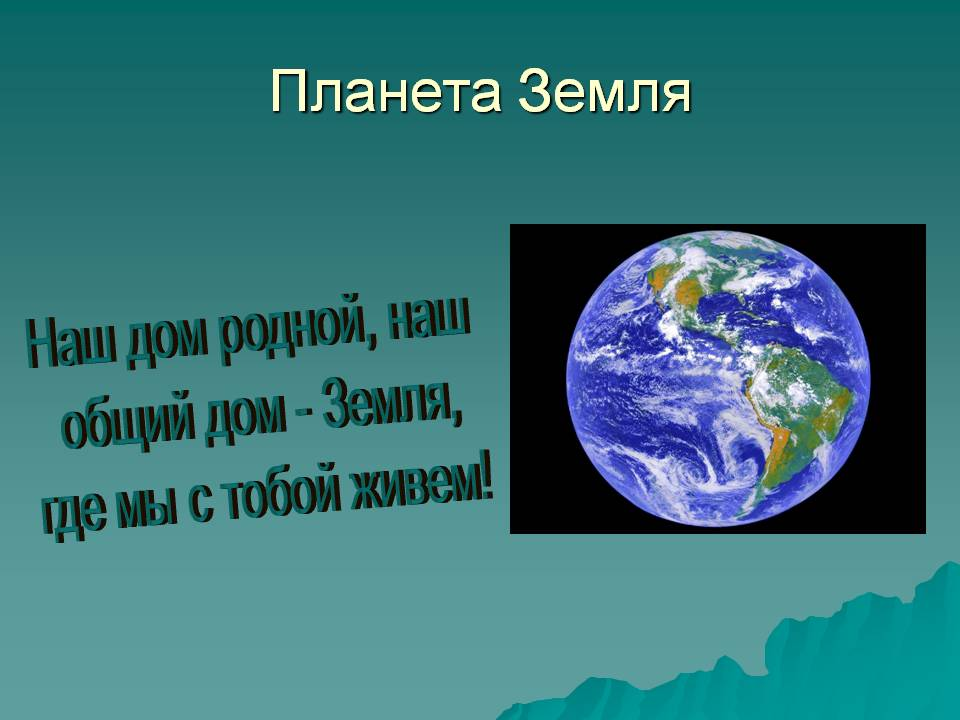 Планета Земля
Наш дом родной, наш
общий дом - Земля,
где мы с тобой живем!